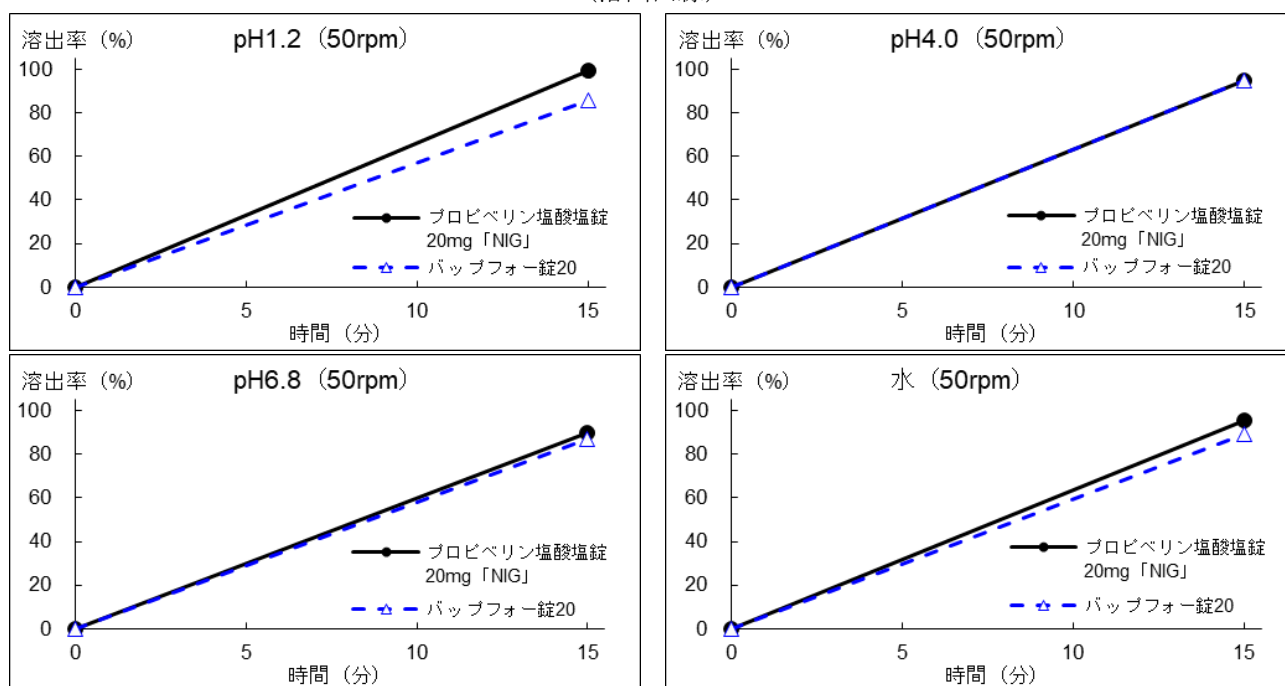 溶出率 (%)
pH1.2 (50rpm)
100
80
60
40
20
0
プロピベリン塩酸塩錠
20mg「NIG」
バップフォー錠20
0
5
10
15
時間 (分)
溶出率 (%)
pH4.0 (50rpm)
100
80
60
40
20
0
プロピベリン塩酸塩錠
20mg「NIG」
バップフォー錠20
0
5
10
15
時間 (分)
溶出率 (%)
pH6.8 (50rpm)
100
80
60
40
20
0
プロピベリン塩酸塩錠
20mg「NIG」
バップフォー錠20
0
5
10
15
時間 (分)
溶出率 (%)
水 (50rpm)
100
80
60
40
20
0
プロピベリン塩酸塩錠
20mg「NIG」
バップフォー錠20
0
5
10
15
時間 (分)